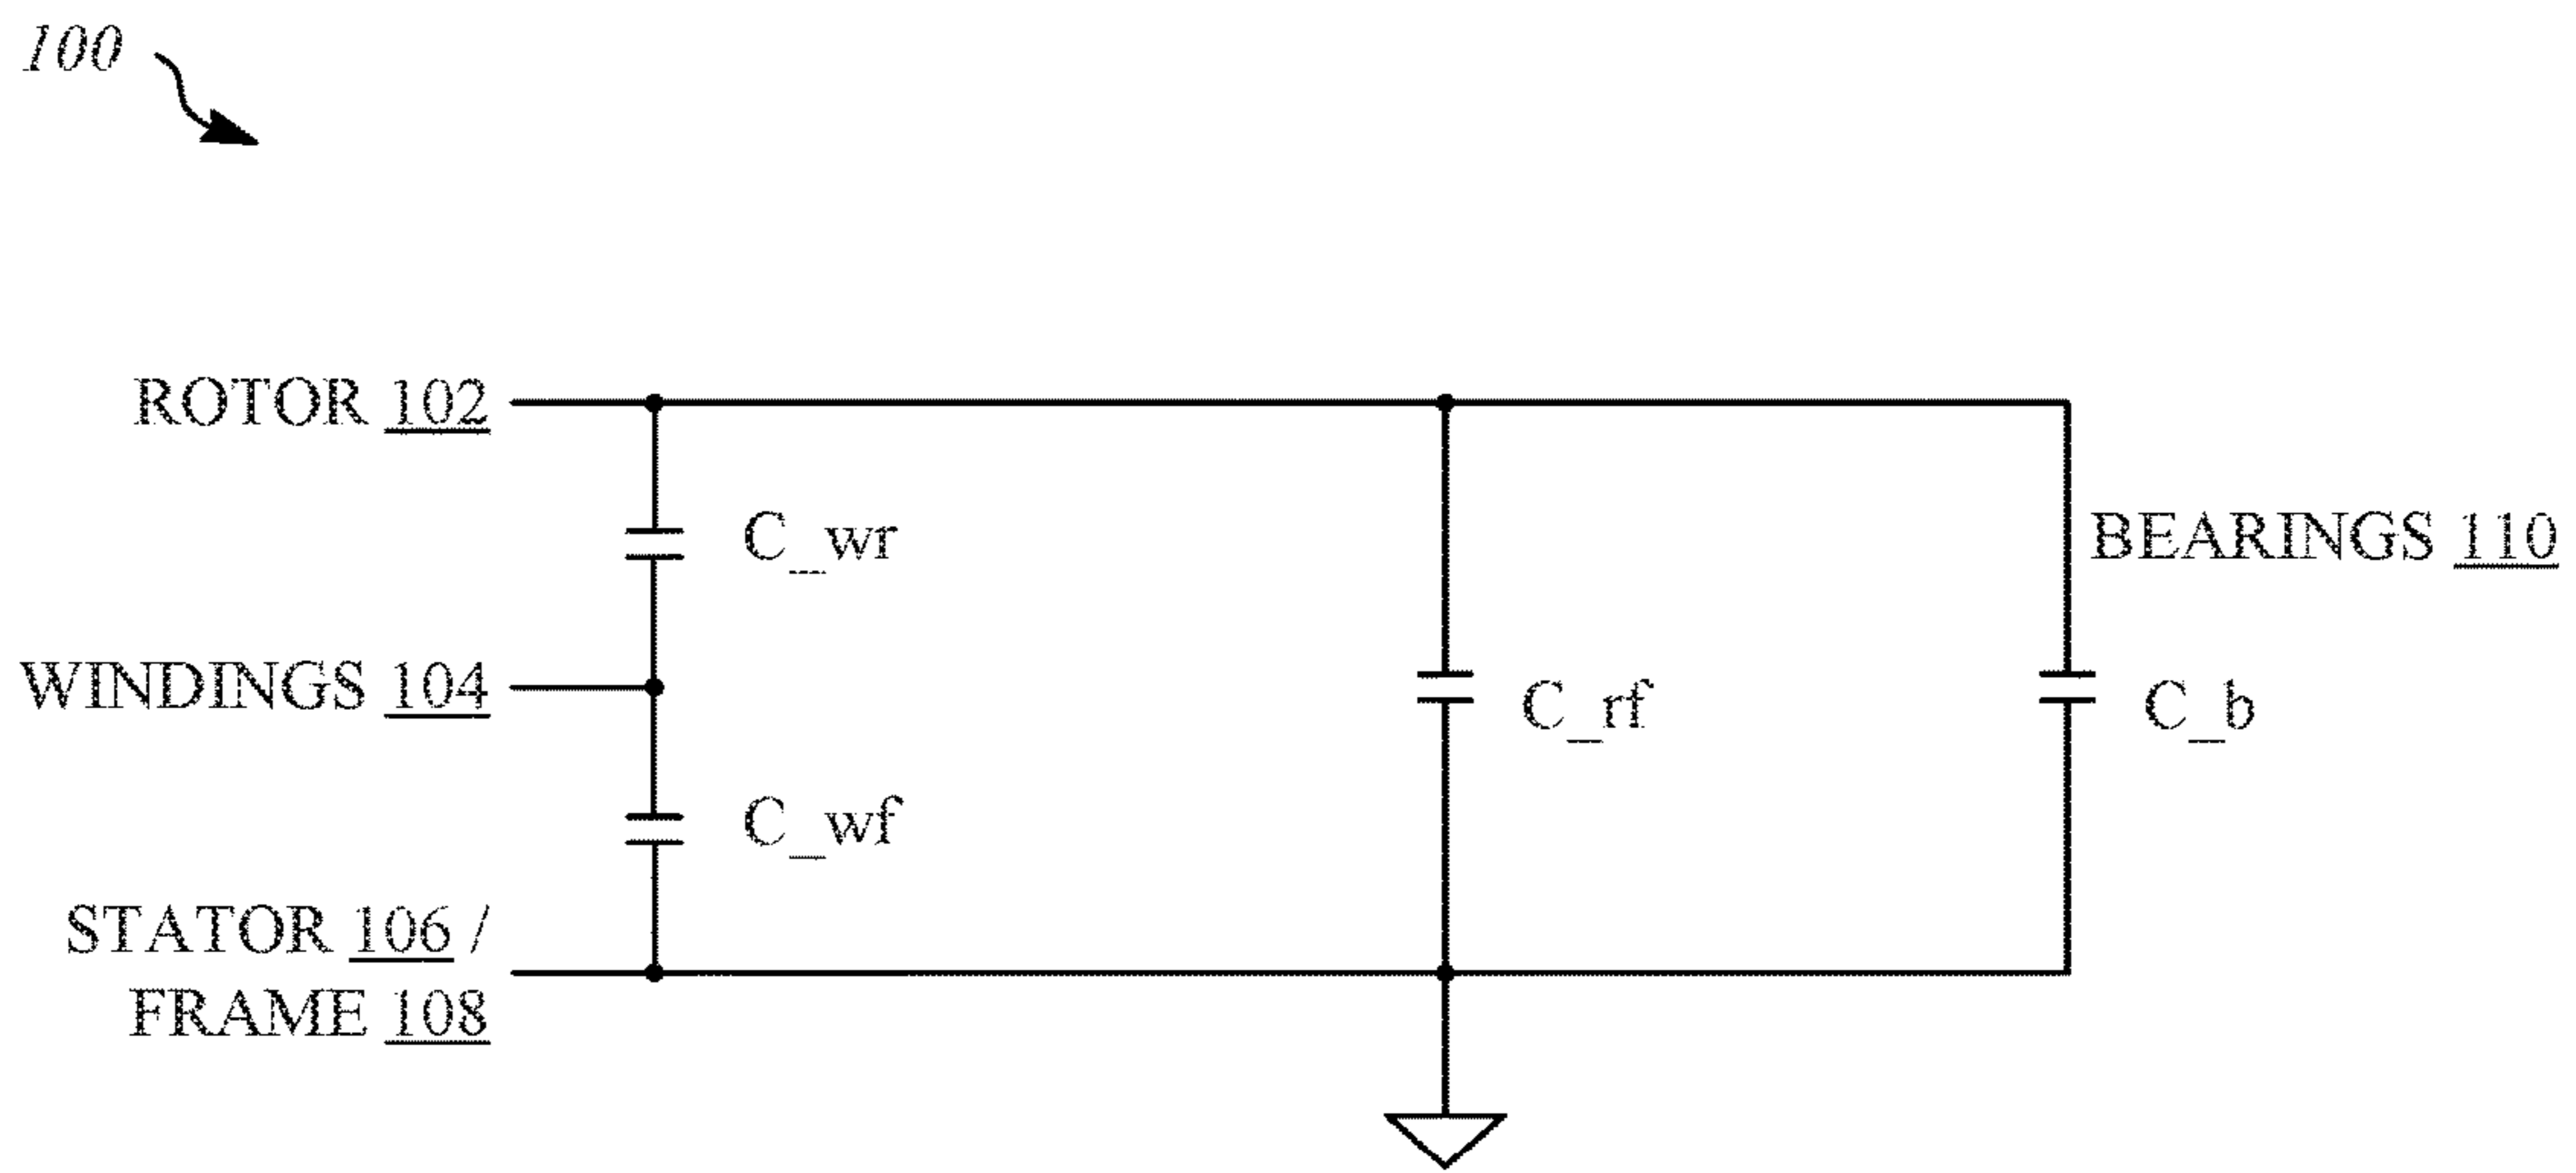 100
ROTOR 102
C_wr
BEARINGS 110
WINDINGS 104
C_rf
C_b
C_wf
STATOR 106 /
FRAME 108